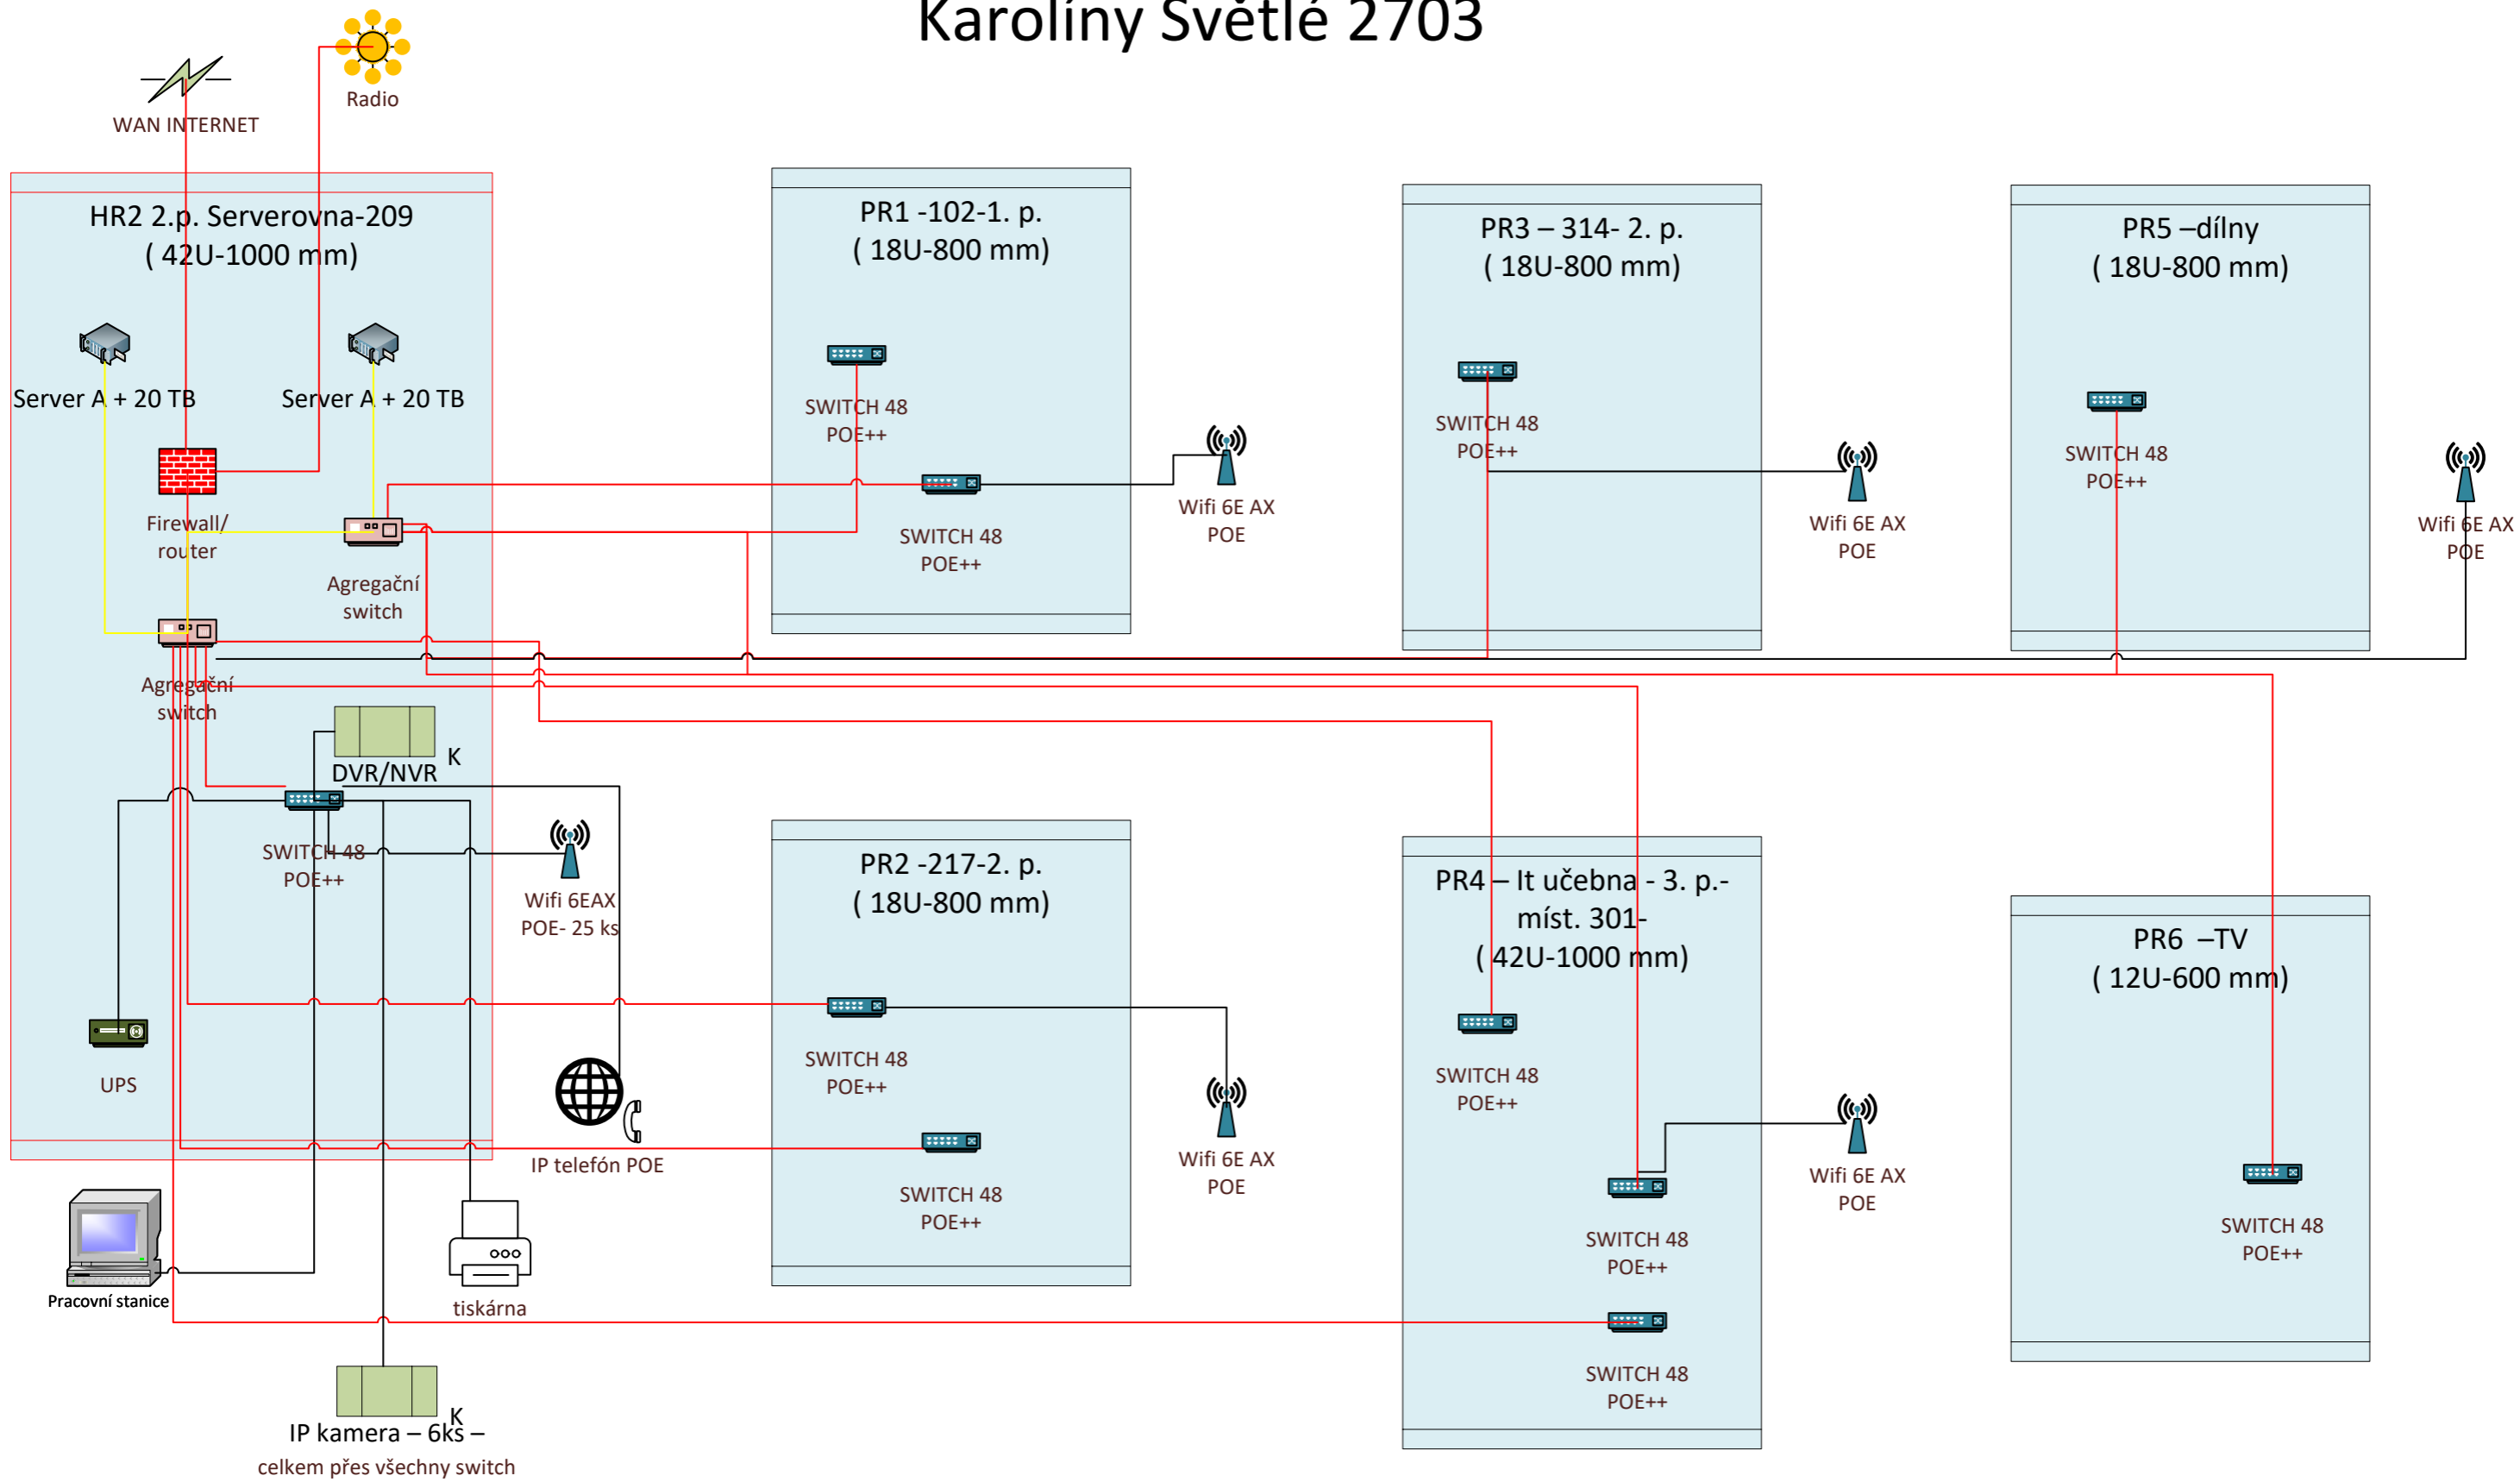 Karolíny Světlé 2703
Radio
WAN INTERNET
HR2 2.p. Serverovna-209
( 42U-1000 mm)
Server A + 20 TB
Server A + 20 TB
Firewall/
router
Agregační
switch
Agregační
switch
DVR/NVR
K
SWITCH 48
POE++
Wifi 6EAX
POE- 25 ks
UPS
IP telefón POE
Pracovní stanice
tiskárna
K
IP kamera – 6ks –
celkem přes všechny switch
PR1 -102-1. p.
( 18U-800 mm)
SWITCH 48
POE++
SWITCH 48
POE++
Wifi 6E AX
POE
PR3 – 314- 2. p.
( 18U-800 mm)
SWITCH 48
POE++
Wifi 6E AX
POE
PR5 –dílny
( 18U-800 mm)
SWITCH 48
POE++
Wifi 6E AX
POE
PR2 -217-2. p.
( 18U-800 mm)
SWITCH 48
POE++
SWITCH 48
POE++
Wifi 6E AX
POE
PR4 – It učebna - 3. p.-
míst. 301-
( 42U-1000 mm)
SWITCH 48
POE++
SWITCH 48
POE++
SWITCH 48
POE++
Wifi 6E AX
POE
PR6 –TV
( 12U-600 mm)
SWITCH 48
POE++